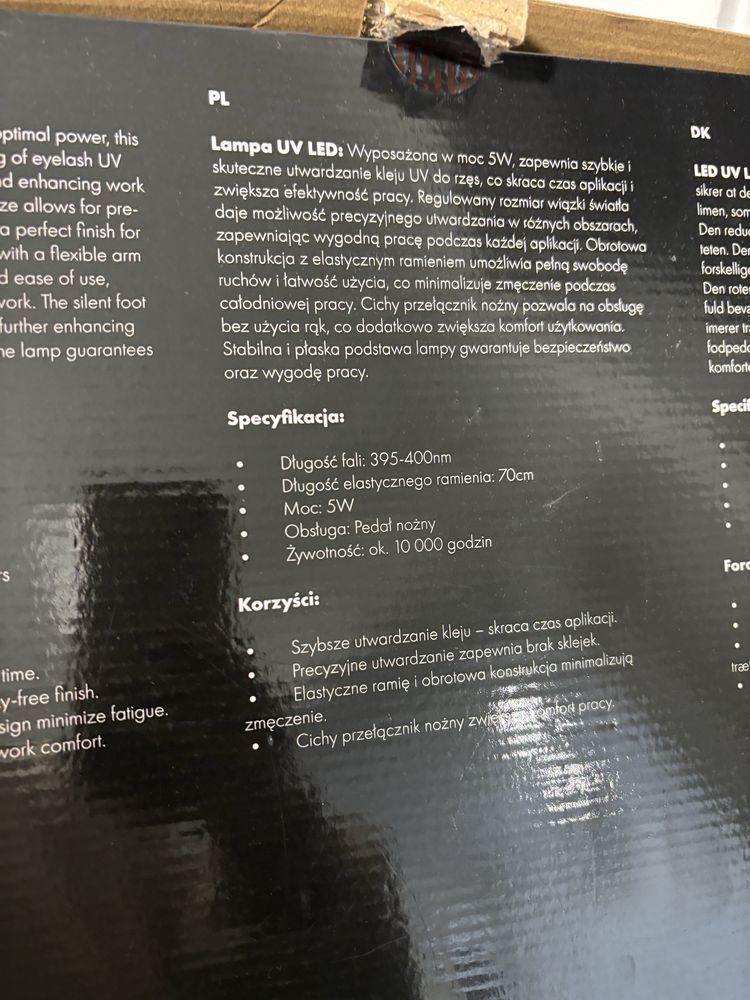 optimal power, this
g of eyelash UV
nd enhancing work
ze allows for pre-
a perfect finish for
with a flexible arm
d ease of use,
work. The silent foot
further enhancing
he lamp guarantees
rs
time.
y-free finish.
sign minimize fatigue.
work comfort.
PL
Lampa UV LED: Wyposażona w moc 5W, zapewnia szybkie i
skuteczne utwardzanie kleju UV do rzęs, co skraca czas aplikacji i
zwiększa efektywność pracy. Regulowany rozmiar wiązki światła
daje możliwość precyzyjnego utwardzania w różnych obszarach,
zapewniając wygodną pracę podczas każdej aplikacji. Obrotowa
konstrukcja z elastycznym ramieniem umożliwia pełną swobodę
ruchów i łatwość użycia, co minimalizuje zmęczenie podczas
całodniowej pracy. Cichy przełącznik nożny pozwala na obsługę
bez użycia rąk, co dodatkowo zwiększa komfort użytkowania.
Stabilna i płaska podstawa lampy gwarantuje bezpieczeństwo
oraz wygodę pracy.
Specyfikacja:
• Długość fali: 395-400nm
• Długość elastycznego ramienia: 70cm
• Moc: 5W
• Obsługa: Pedał nożny
• Żywotność: ok. 10 000 godzin
Korzyści:
• Szybsze utwardzanie kleju – skraca czas aplikacji.
• Precyzyjne utwardzanie zapewnia brak sklejek.
• Elastyczne ramię i obrotowa konstrukcja minimalizują
zmęczenie.
• Cichy przełącznik nożny komfort pracy.
DK
LED UV L
sikrer at de
limen, som
Den redu
teten. Der
forskellige
Den roter
fuld bevæ
imerer tr
fodpeda
komforte
Specif
Ford
træ